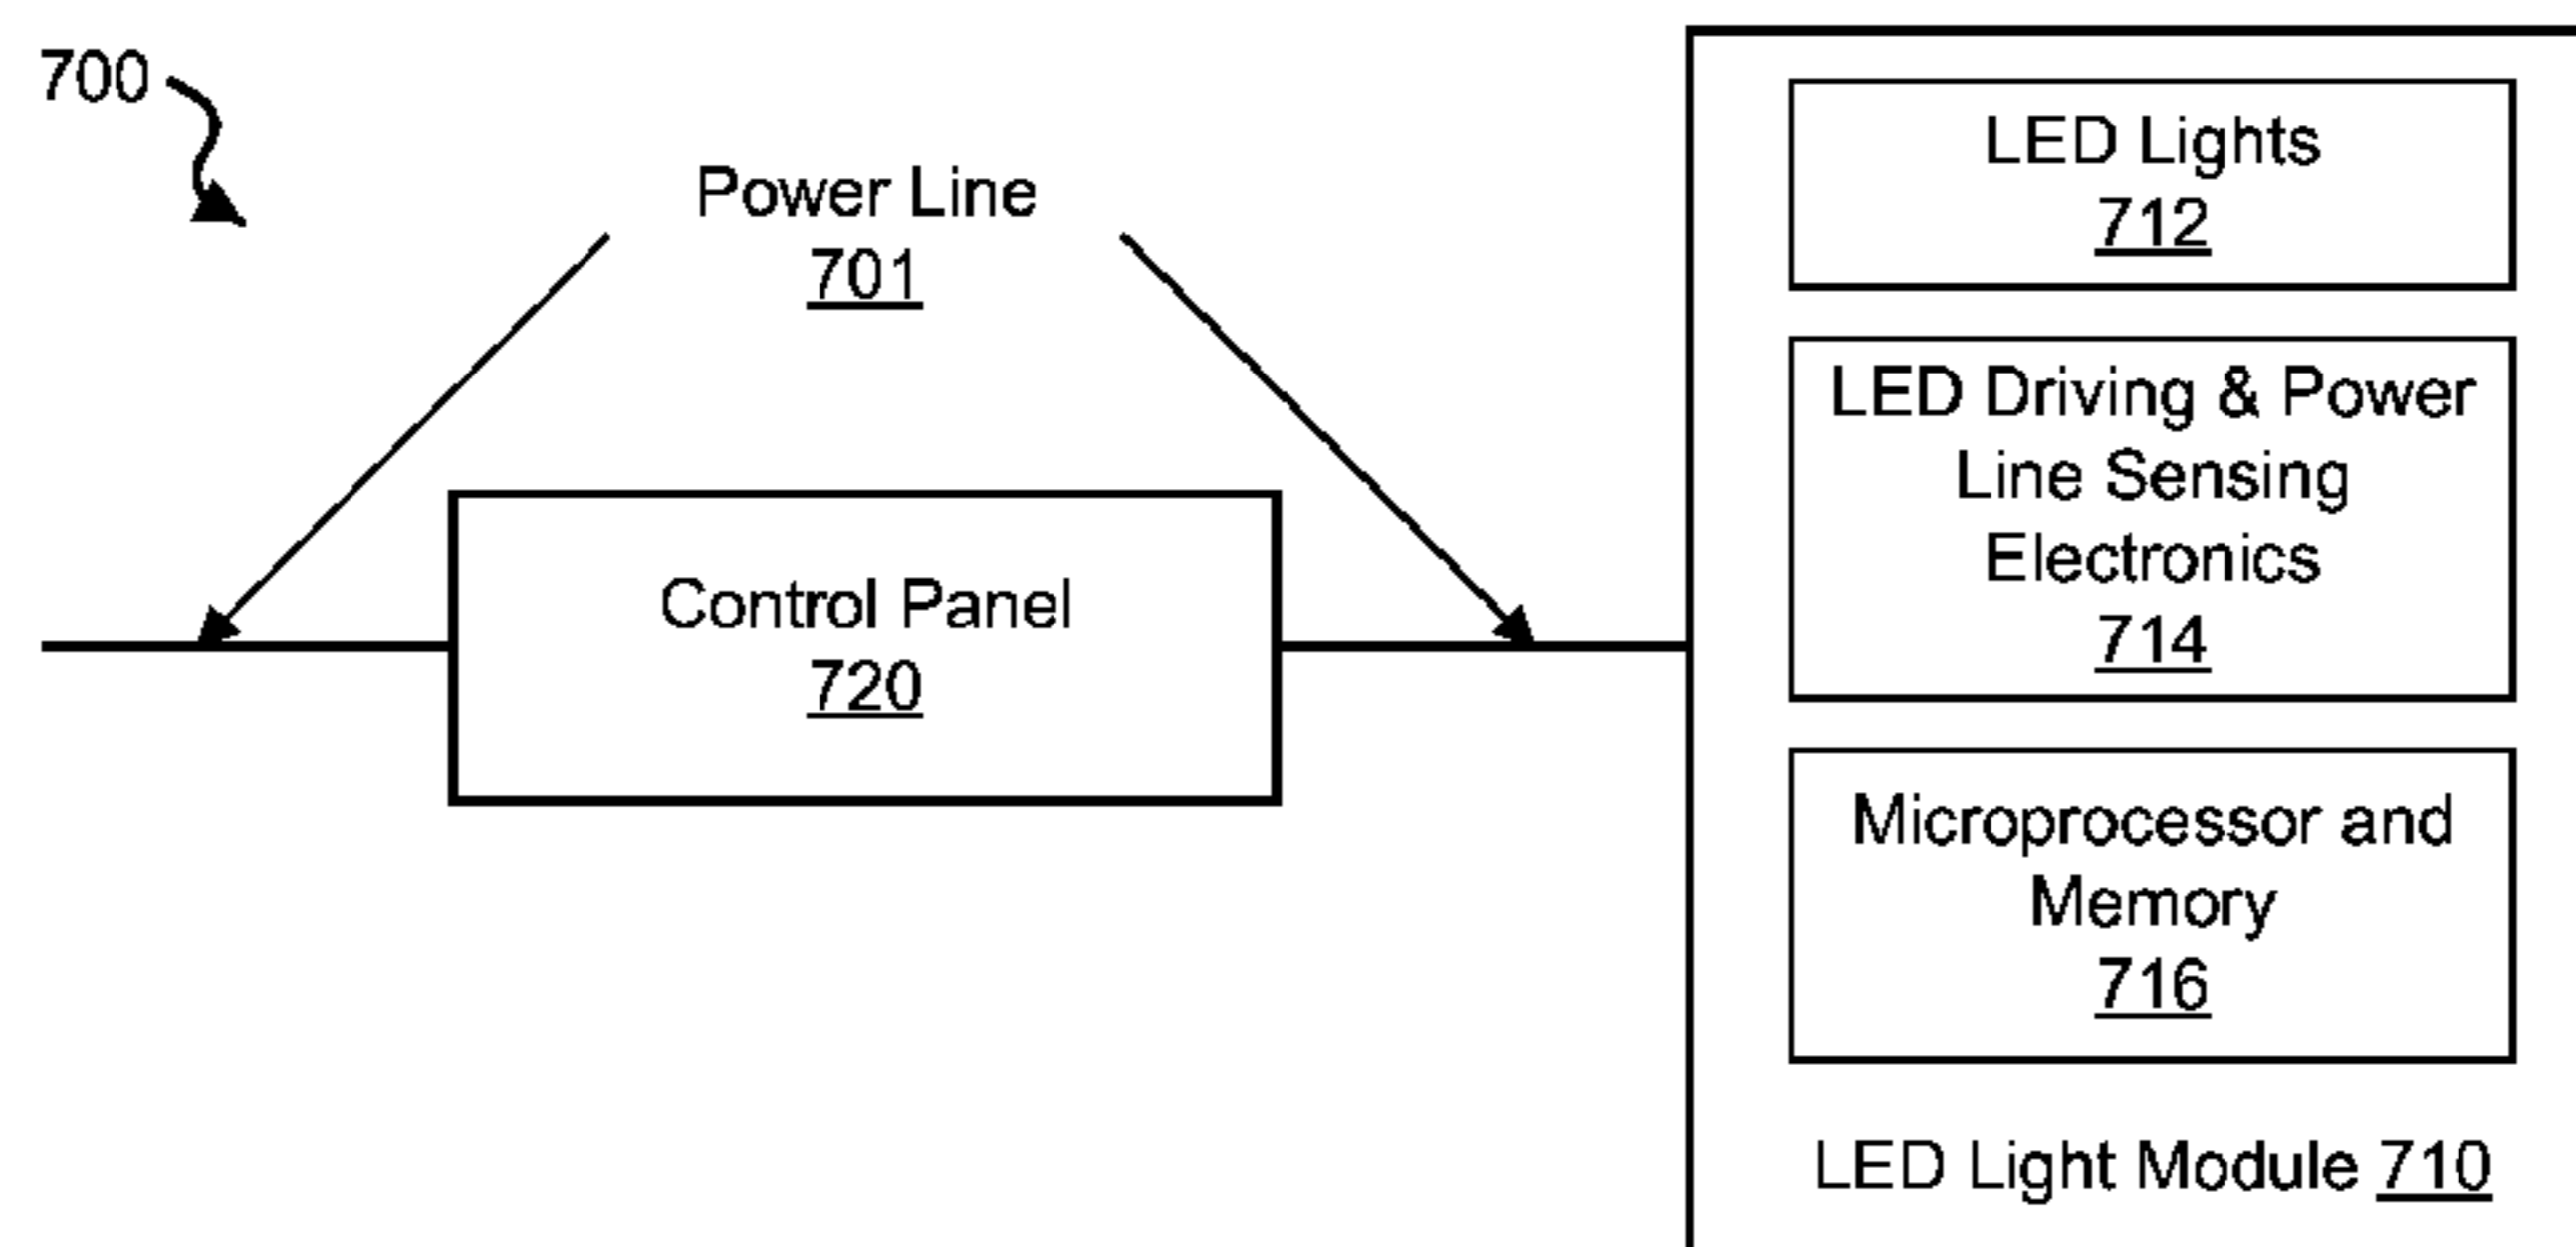 700
Power Line
701
Control Panel
720
LED Lights
712
LED Driving & Power
Line Sensing
Electronics
714
Microprocessor and
Memory
716
LED Light Module 710